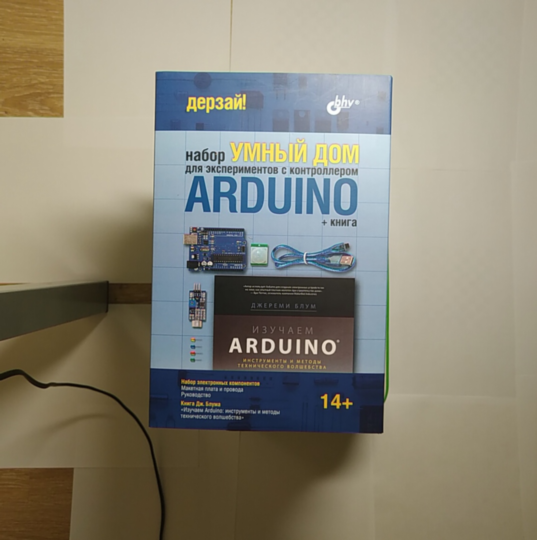 дерзай!
bhv®
набор УМНЫЙ ДОМ
для экспериментов с контроллером
ARDUINO
+ книга
ДЖЕРЕМИ БЛУМ
ИЗУЧАЕМ
ARDUINO®
ИНСТРУМЕНТЫ И МЕТОДЫ
ТЕХНИЧЕСКОГО ВОЛШЕБСТВА
Набор электронных компонентов
Макетная плата и провода
Руководство
Книга Дж. Блума
«Изучаем Arduino: инструменты и методы
технического волшебства»
14+